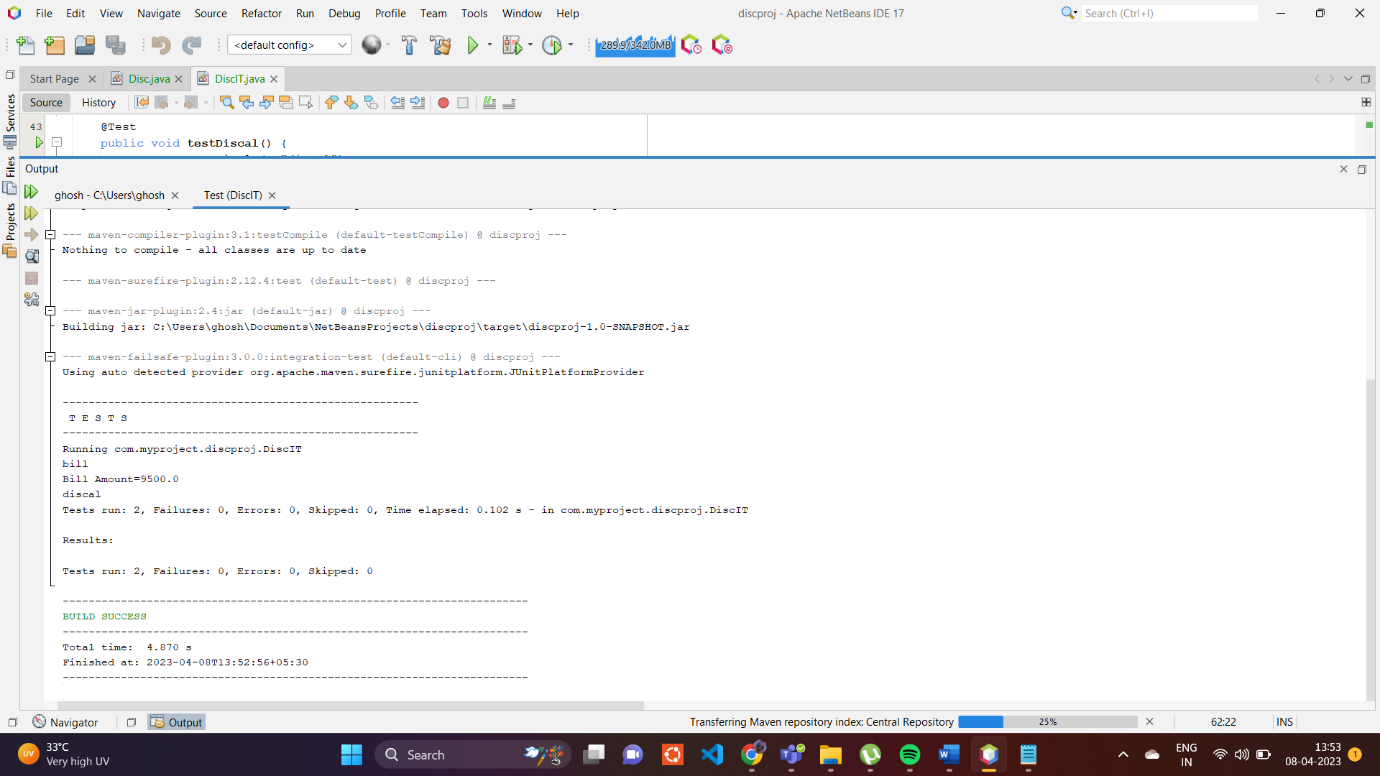 File Edit View Navigate Source Refactor Run Debug Profile Team Tools Window Help discproj - Apache NetBeans IDE 17 Search (Ctrl+I)
<default config> 289.9/342.0MB
Start Page Disc.java DiscIT.java
Source History
Services
Files
Projects
43 @Test
public void testDiscal() {
Output
ghosh - C:\Users\ghosh Test (DiscIT)
--- maven-compiler-plugin:3.1:testCompile (default-testCompile) @ discproj ---
Nothing to compile - all classes are up to date
--- maven-surefire-plugin:2.12.4:test (default-test) @ discproj ---
--- maven-jar-plugin:2.4:jar (default-jar) @ discproj ---
Building jar: C:\Users\ghosh\Documents\NetBeansProjects\discproj\target\discproj-1.0-SNAPSHOT.jar
--- maven-failsafe-plugin:3.0.0:integration-test (default-cli) @ discproj ---
Using auto detected provider org.apache.maven.surefire.junitplatform.JUnitPlatformProvider
-------------------------------------------------------
T E S T S
-------------------------------------------------------
Running com.myproject.discproj.DiscIT
bill
Bill Amount=9500.0
discal
Tests run: 2, Failures: 0, Errors: 0, Skipped: 0, Time elapsed: 0.102 s - in com.myproject.discproj.DiscIT
Results:
Tests run: 2, Failures: 0, Errors: 0, Skipped: 0
------------------------------------------------------------------------
BUILD SUCCESS
------------------------------------------------------------------------
Total time: 4.870 s
Finished at: 2023-04-08T13:52:56+05:30
------------------------------------------------------------------------
Navigator Output Transferring Maven repository index: Central Repository 25% 62:22 INS
UV 33°C
Very high UV
Search
ENG
IN
13:53
08-04-2023
1